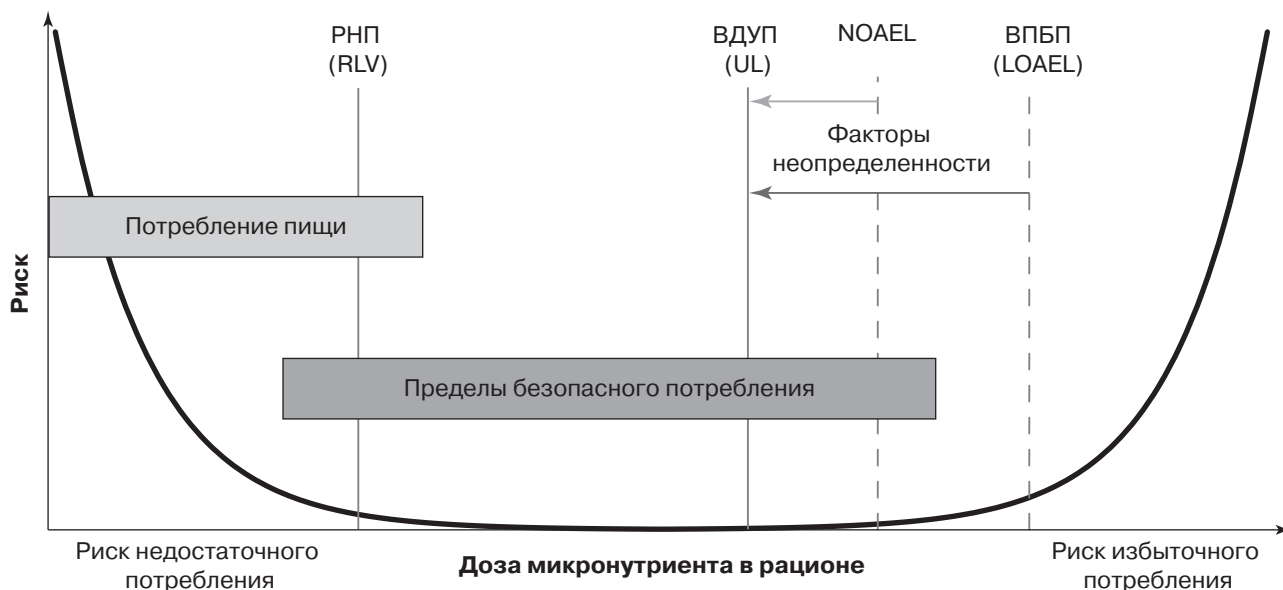 РНП
(RLV)
ВДУП
(UL)
NOAEL
ВПБП
(LOAEL)
Факторы
неопределенности
Потребление пищи
Риск
Пределы безопасного потребления
Риск недостаточного
потребления
Доза микронутриента в рационе
Риск избыточного
потребления